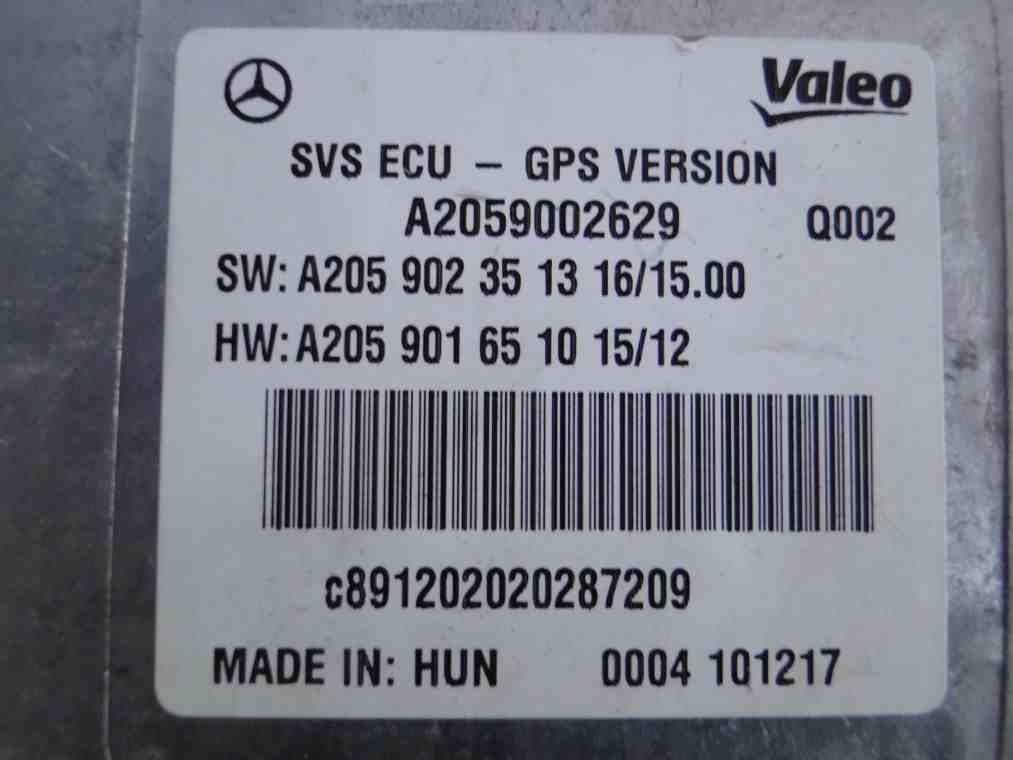 Valeo
SVS ECU – GPS VERSION
A2059002629 Q002
SW: A205 902 35 13 16/15.00
HW: A205 901 65 10 15/12
c891202020287209
MADE IN: HUN 0004 101217